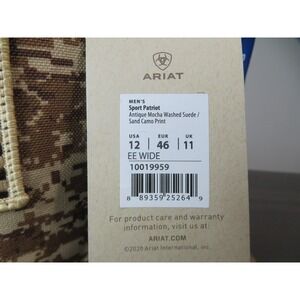 ARIAT
MEN'S
Sport Patriot
Antique Mocha Washed Suede /
Sand Camo Print
USA EUR UK
12 46 11
EE WIDE
10019959
8 89359 25264 9
For product care and warranty
information, visit us at
ARIAT.COM
©2020 Ariat International, Inc.